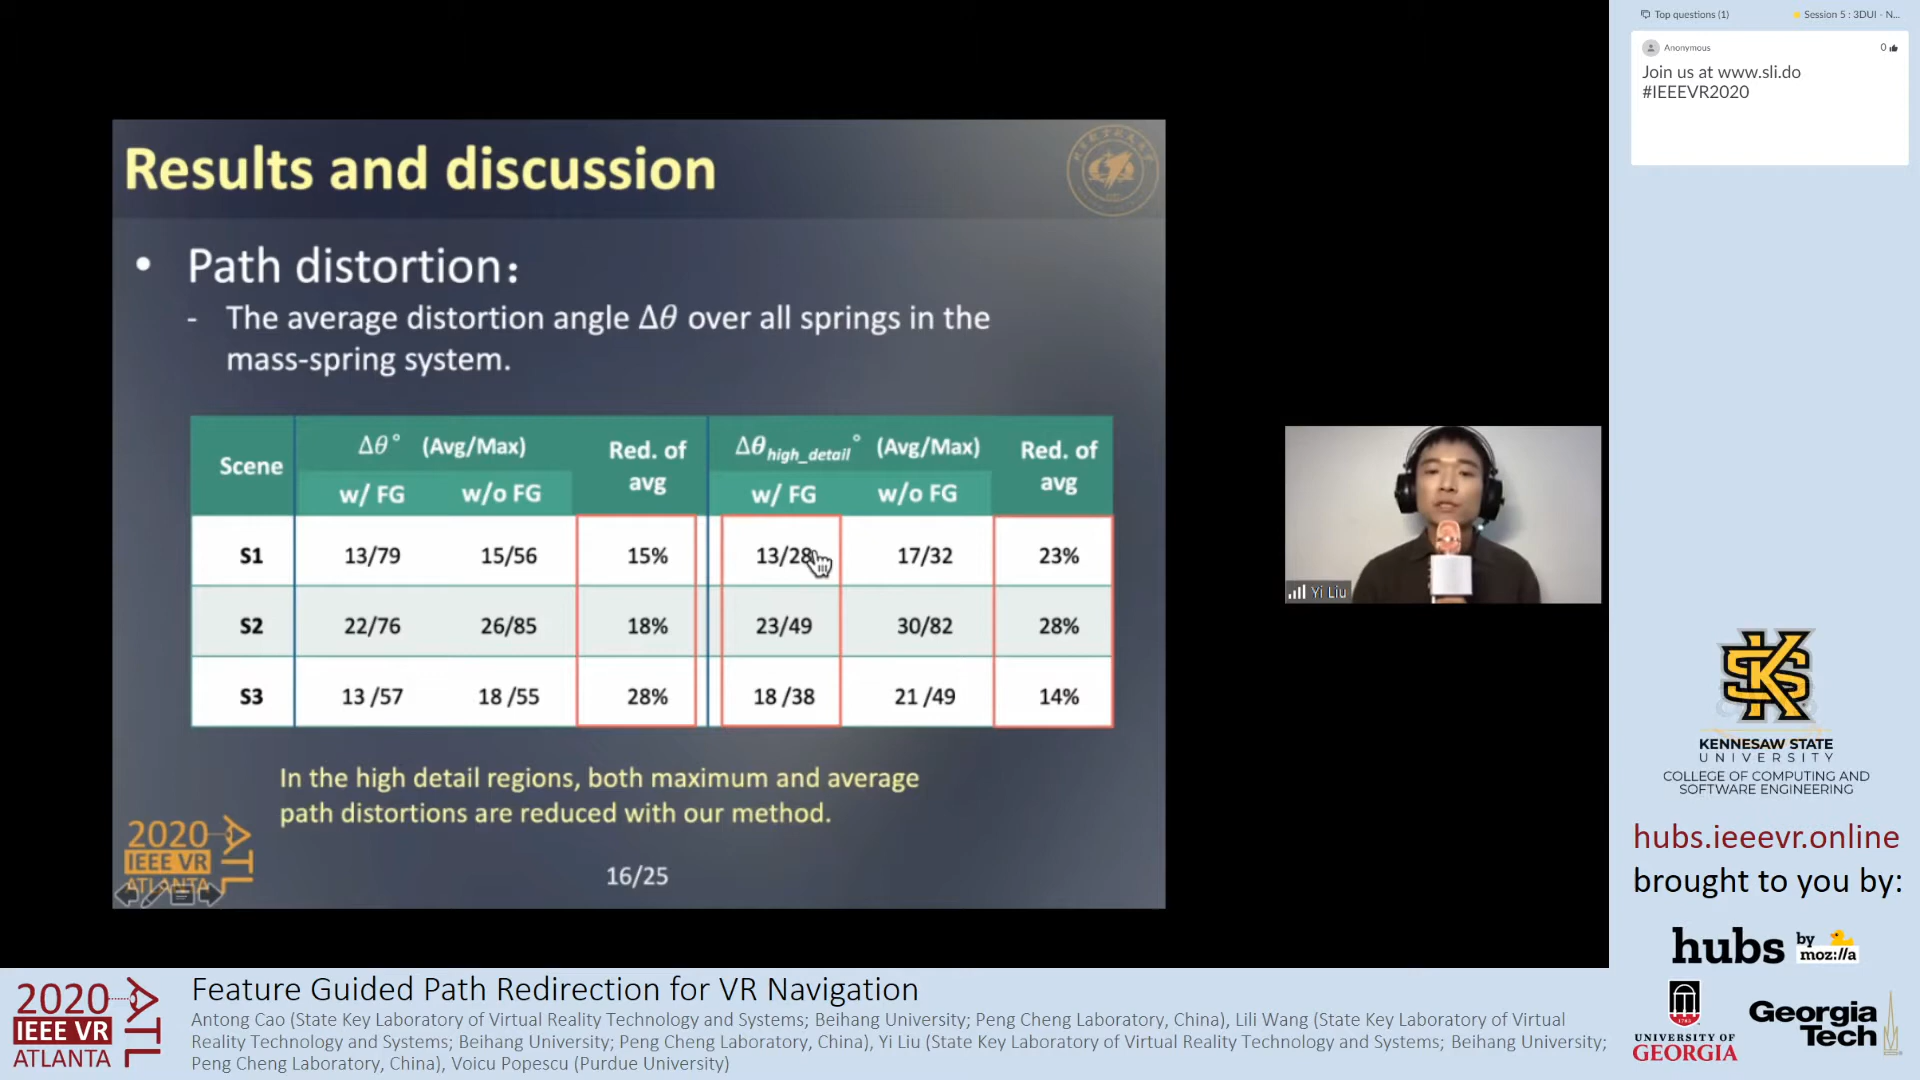 Top questions (1)
Session 5 : 3DUI - N...
Anonymous
0
Join us at www.sli.do
#IEEEVR2020
Results and discussion
• Path distortion：
- The average distortion angle Δθ over all springs in the
mass-spring system.
Scene Δθ° (Avg/Max) Red. of avg Δθhigh_detail° (Avg/Max) Red. of avg
w/ FG w/o FG w/ FG w/o FG
S1 13/79 15/56 15% 13/28 17/32 23%
S2 22/76 26/85 18% 23/49 30/82 28%
S3 13 /57 18 /55 28% 18 /38 21 /49 14%
In the high detail regions, both maximum and average
path distortions are reduced with our method.
2020
IEEE VR
ATLANTA
ATL
16/25
Yi Liu
KENNESAW STATE
UNIVERSITY
COLLEGE OF COMPUTING AND
SOFTWARE ENGINEERING
hubs.ieeevr.online
brought to you by:
hubs by
moz://a
UNIVERSITY OF
GEORGIA
Georgia
Tech
2020
IEEE VR
ATLANTA
ATL
Feature Guided Path Redirection for VR Navigation
Antong Cao (State Key Laboratory of Virtual Reality Technology and Systems; Beihang University; Peng Cheng Laboratory, China), Lili Wang (State Key Laboratory of Virtual
Reality Technology and Systems; Beihang University; Peng Cheng Laboratory, China), Yi Liu (State Key Laboratory of Virtual Reality Technology and Systems; Beihang University;
Peng Cheng Laboratory, China), Voicu Popescu (Purdue University)